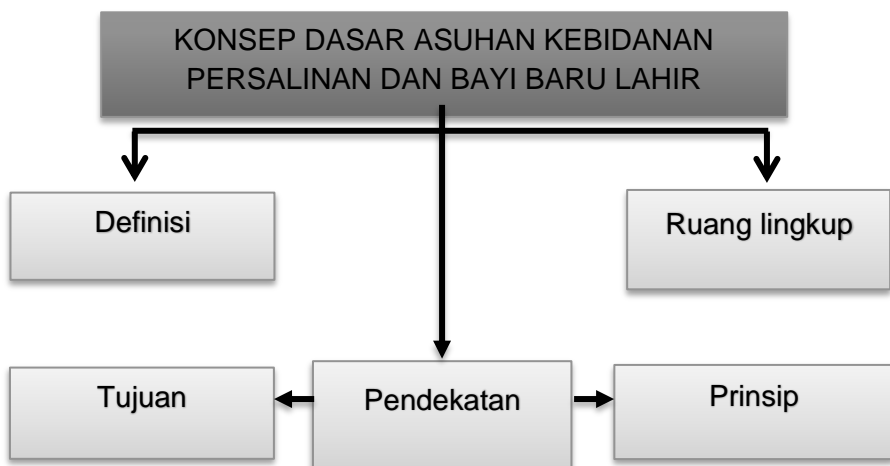 KONSEP DASAR ASUHAN KEBIDANAN
PERSALINAN DAN BAYI BARU LAHIR
Definisi
Ruang lingkup
Tujuan
Pendekatan
Prinsip